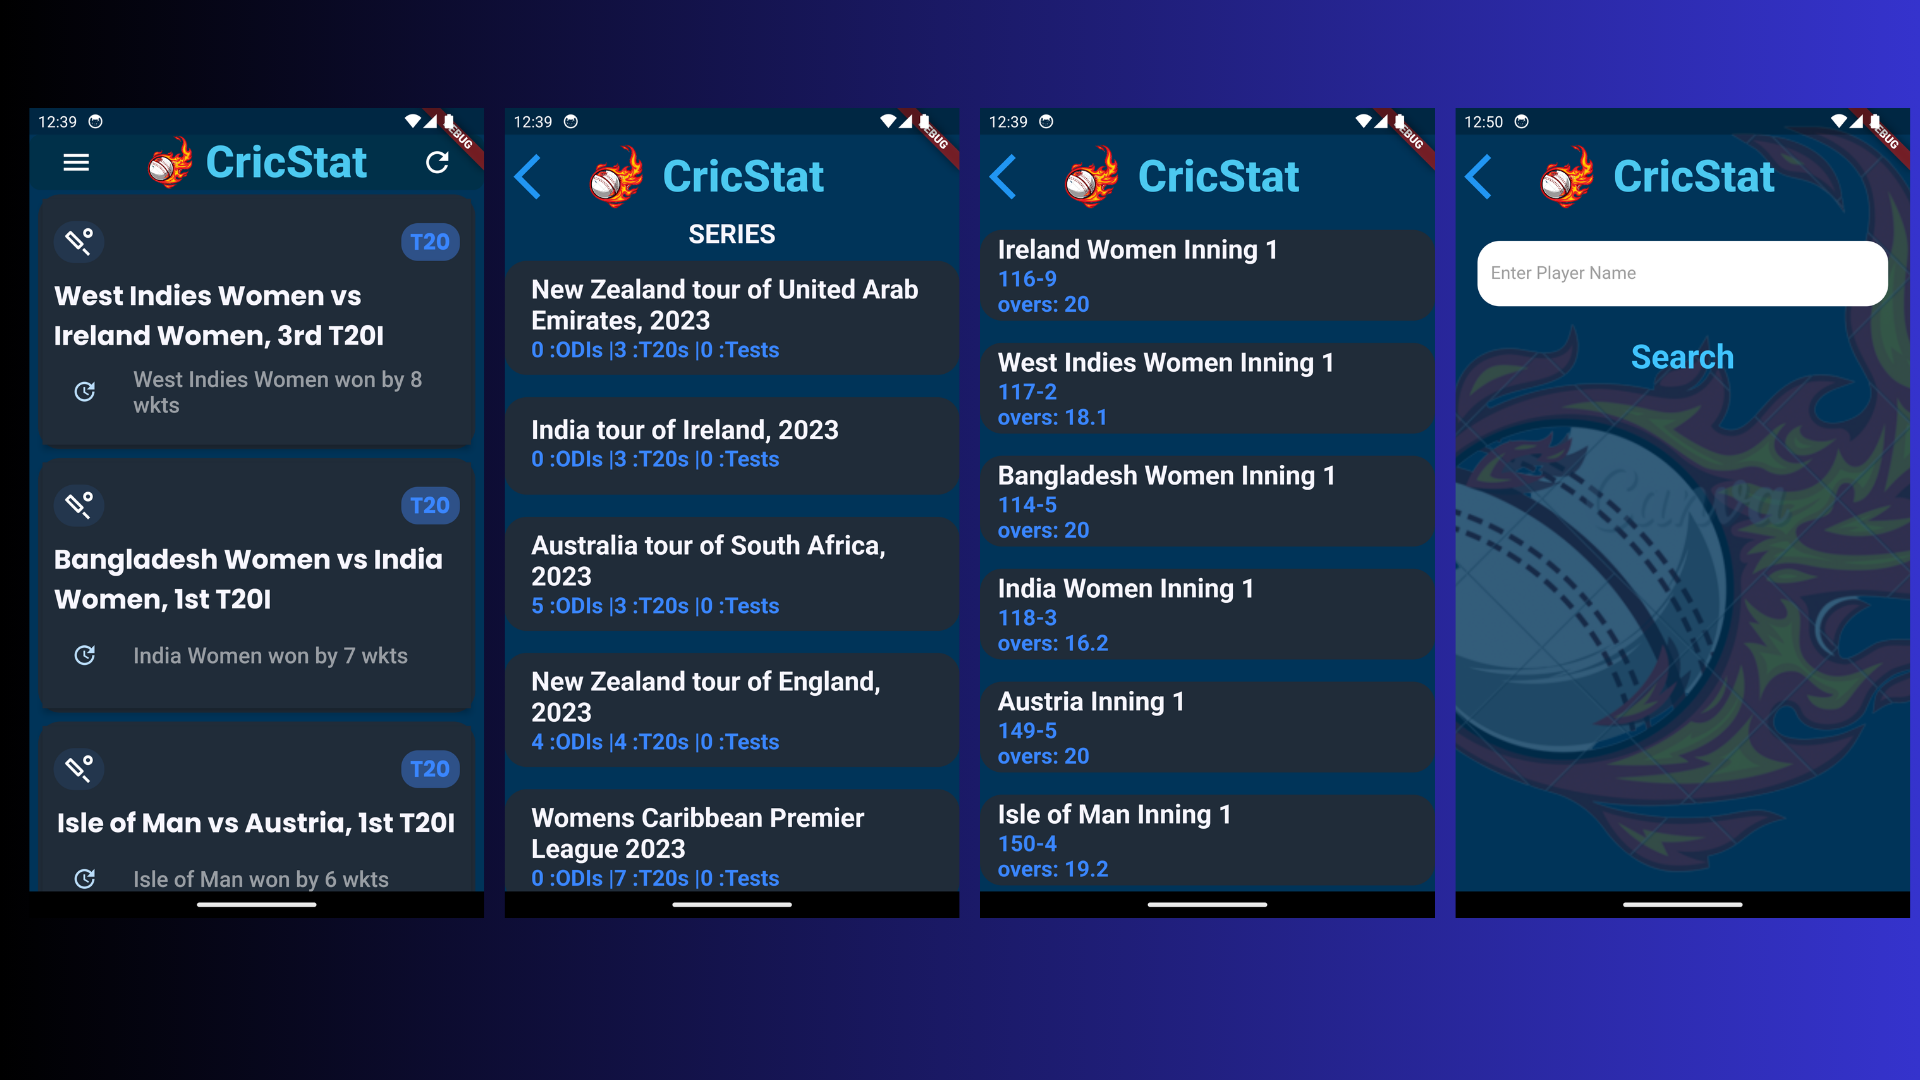 12:39
DEBUG
CricStat
T20
West Indies Women vs
Ireland Women, 3rd T20I
West Indies Women won by 8
wkts
T20
Bangladesh Women vs India
Women, 1st T20I
India Women won by 7 wkts
T20
Isle of Man vs Austria, 1st T20I
Isle of Man won by 6 wkts
12:39
DEBUG
CricStat
SERIES
New Zealand tour of United Arab
Emirates, 2023
0 :ODIs |3 :T20s |0 :Tests
India tour of Ireland, 2023
0 :ODIs |3 :T20s |0 :Tests
Australia tour of South Africa,
2023
5 :ODIs |3 :T20s |0 :Tests
New Zealand tour of England,
2023
4 :ODIs |4 :T20s |0 :Tests
Womens Caribbean Premier
League 2023
0 :ODIs |7 :T20s |0 :Tests
12:39
DEBUG
CricStat
Ireland Women Inning 1
116-9
overs: 20
West Indies Women Inning 1
117-2
overs: 18.1
Bangladesh Women Inning 1
114-5
overs: 20
India Women Inning 1
118-3
overs: 16.2
Austria Inning 1
149-5
overs: 20
Isle of Man Inning 1
150-4
overs: 19.2
12:50
DEBUG
CricStat
Enter Player Name
Search
Canva